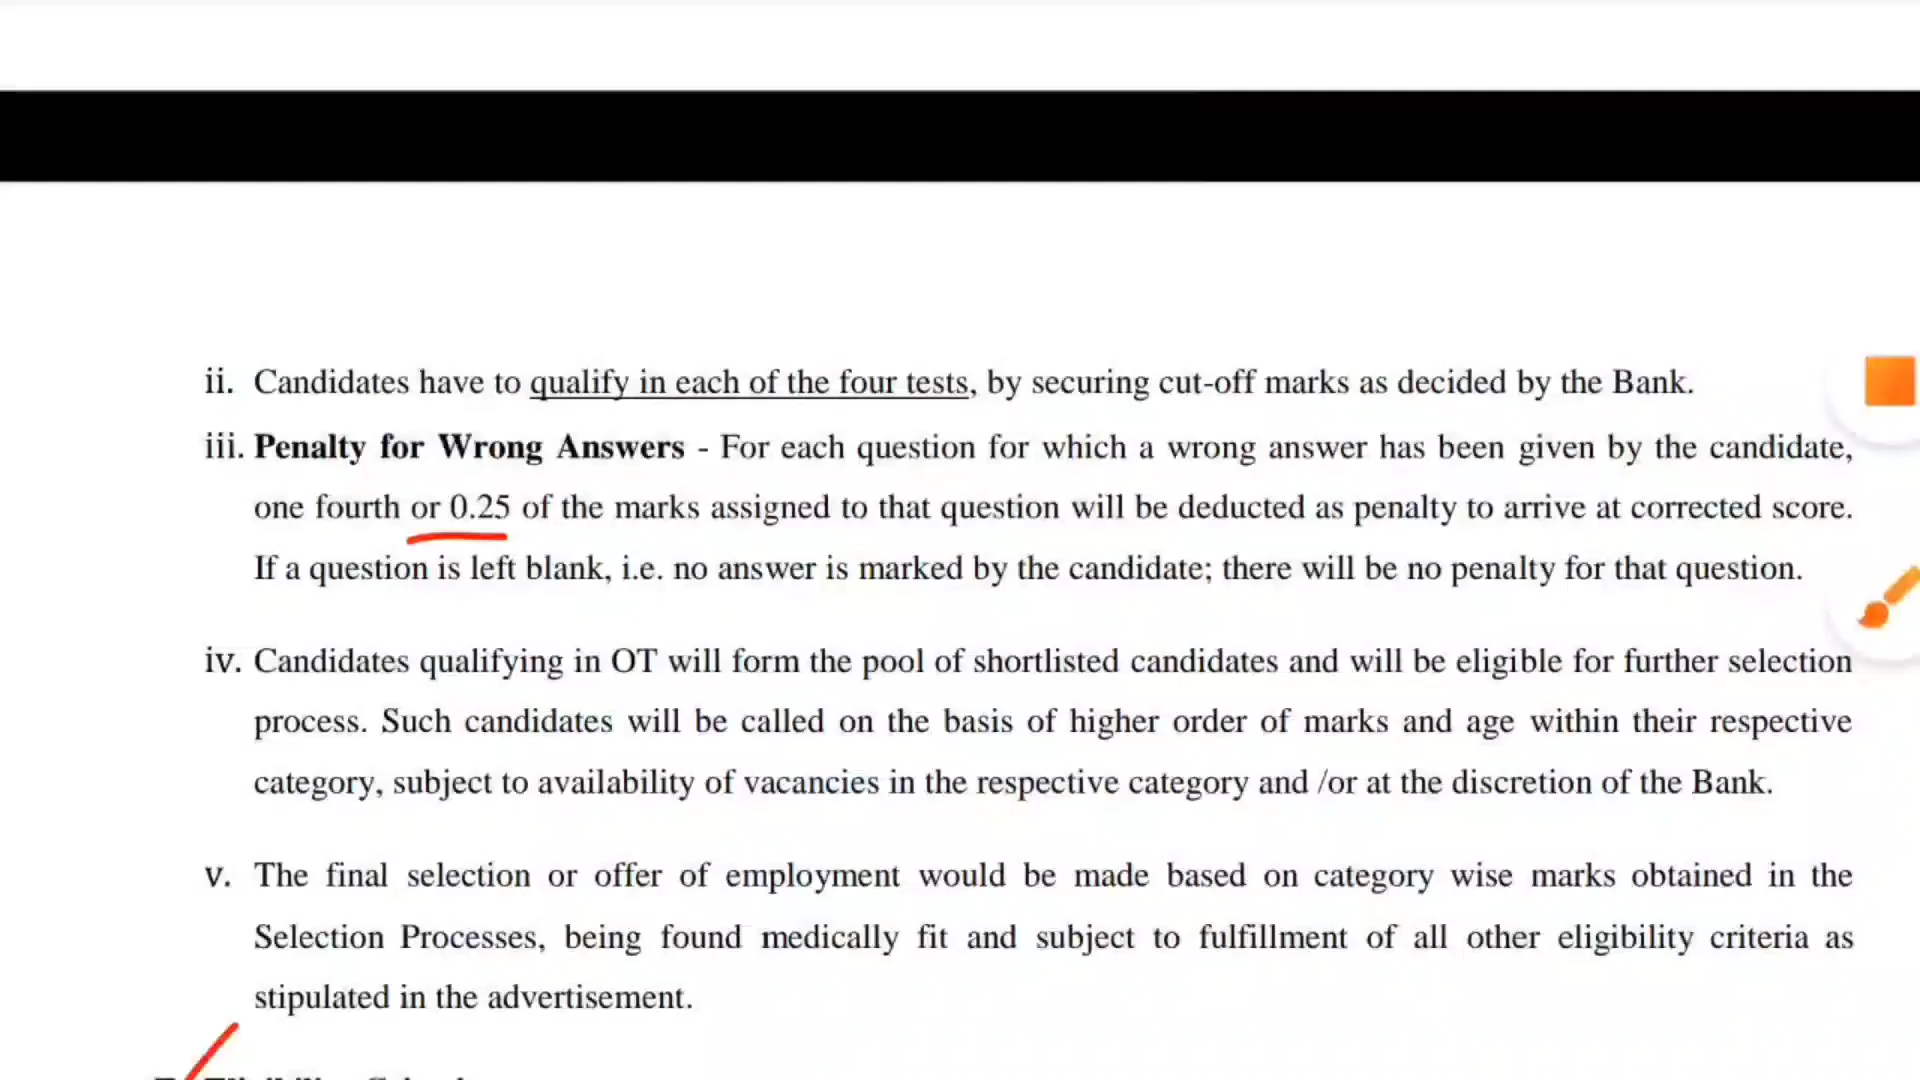 ii. Candidates have to qualify in each of the four tests, by securing cut-off marks as decided by the Bank.
iii. Penalty for Wrong Answers - For each question for which a wrong answer has been given by the candidate,
one fourth or 0.25 of the marks assigned to that question will be deducted as penalty to arrive at corrected score.
If a question is left blank, i.e. no answer is marked by the candidate; there will be no penalty for that question.
iv. Candidates qualifying in OT will form the pool of shortlisted candidates and will be eligible for further selection
process. Such candidates will be called on the basis of higher order of marks and age within their respective
category, subject to availability of vacancies in the respective category and /or at the discretion of the Bank.
v. The final selection or offer of employment would be made based on category wise marks obtained in the
Selection Processes, being found medically fit and subject to fulfillment of all other eligibility criteria as
stipulated in the advertisement.